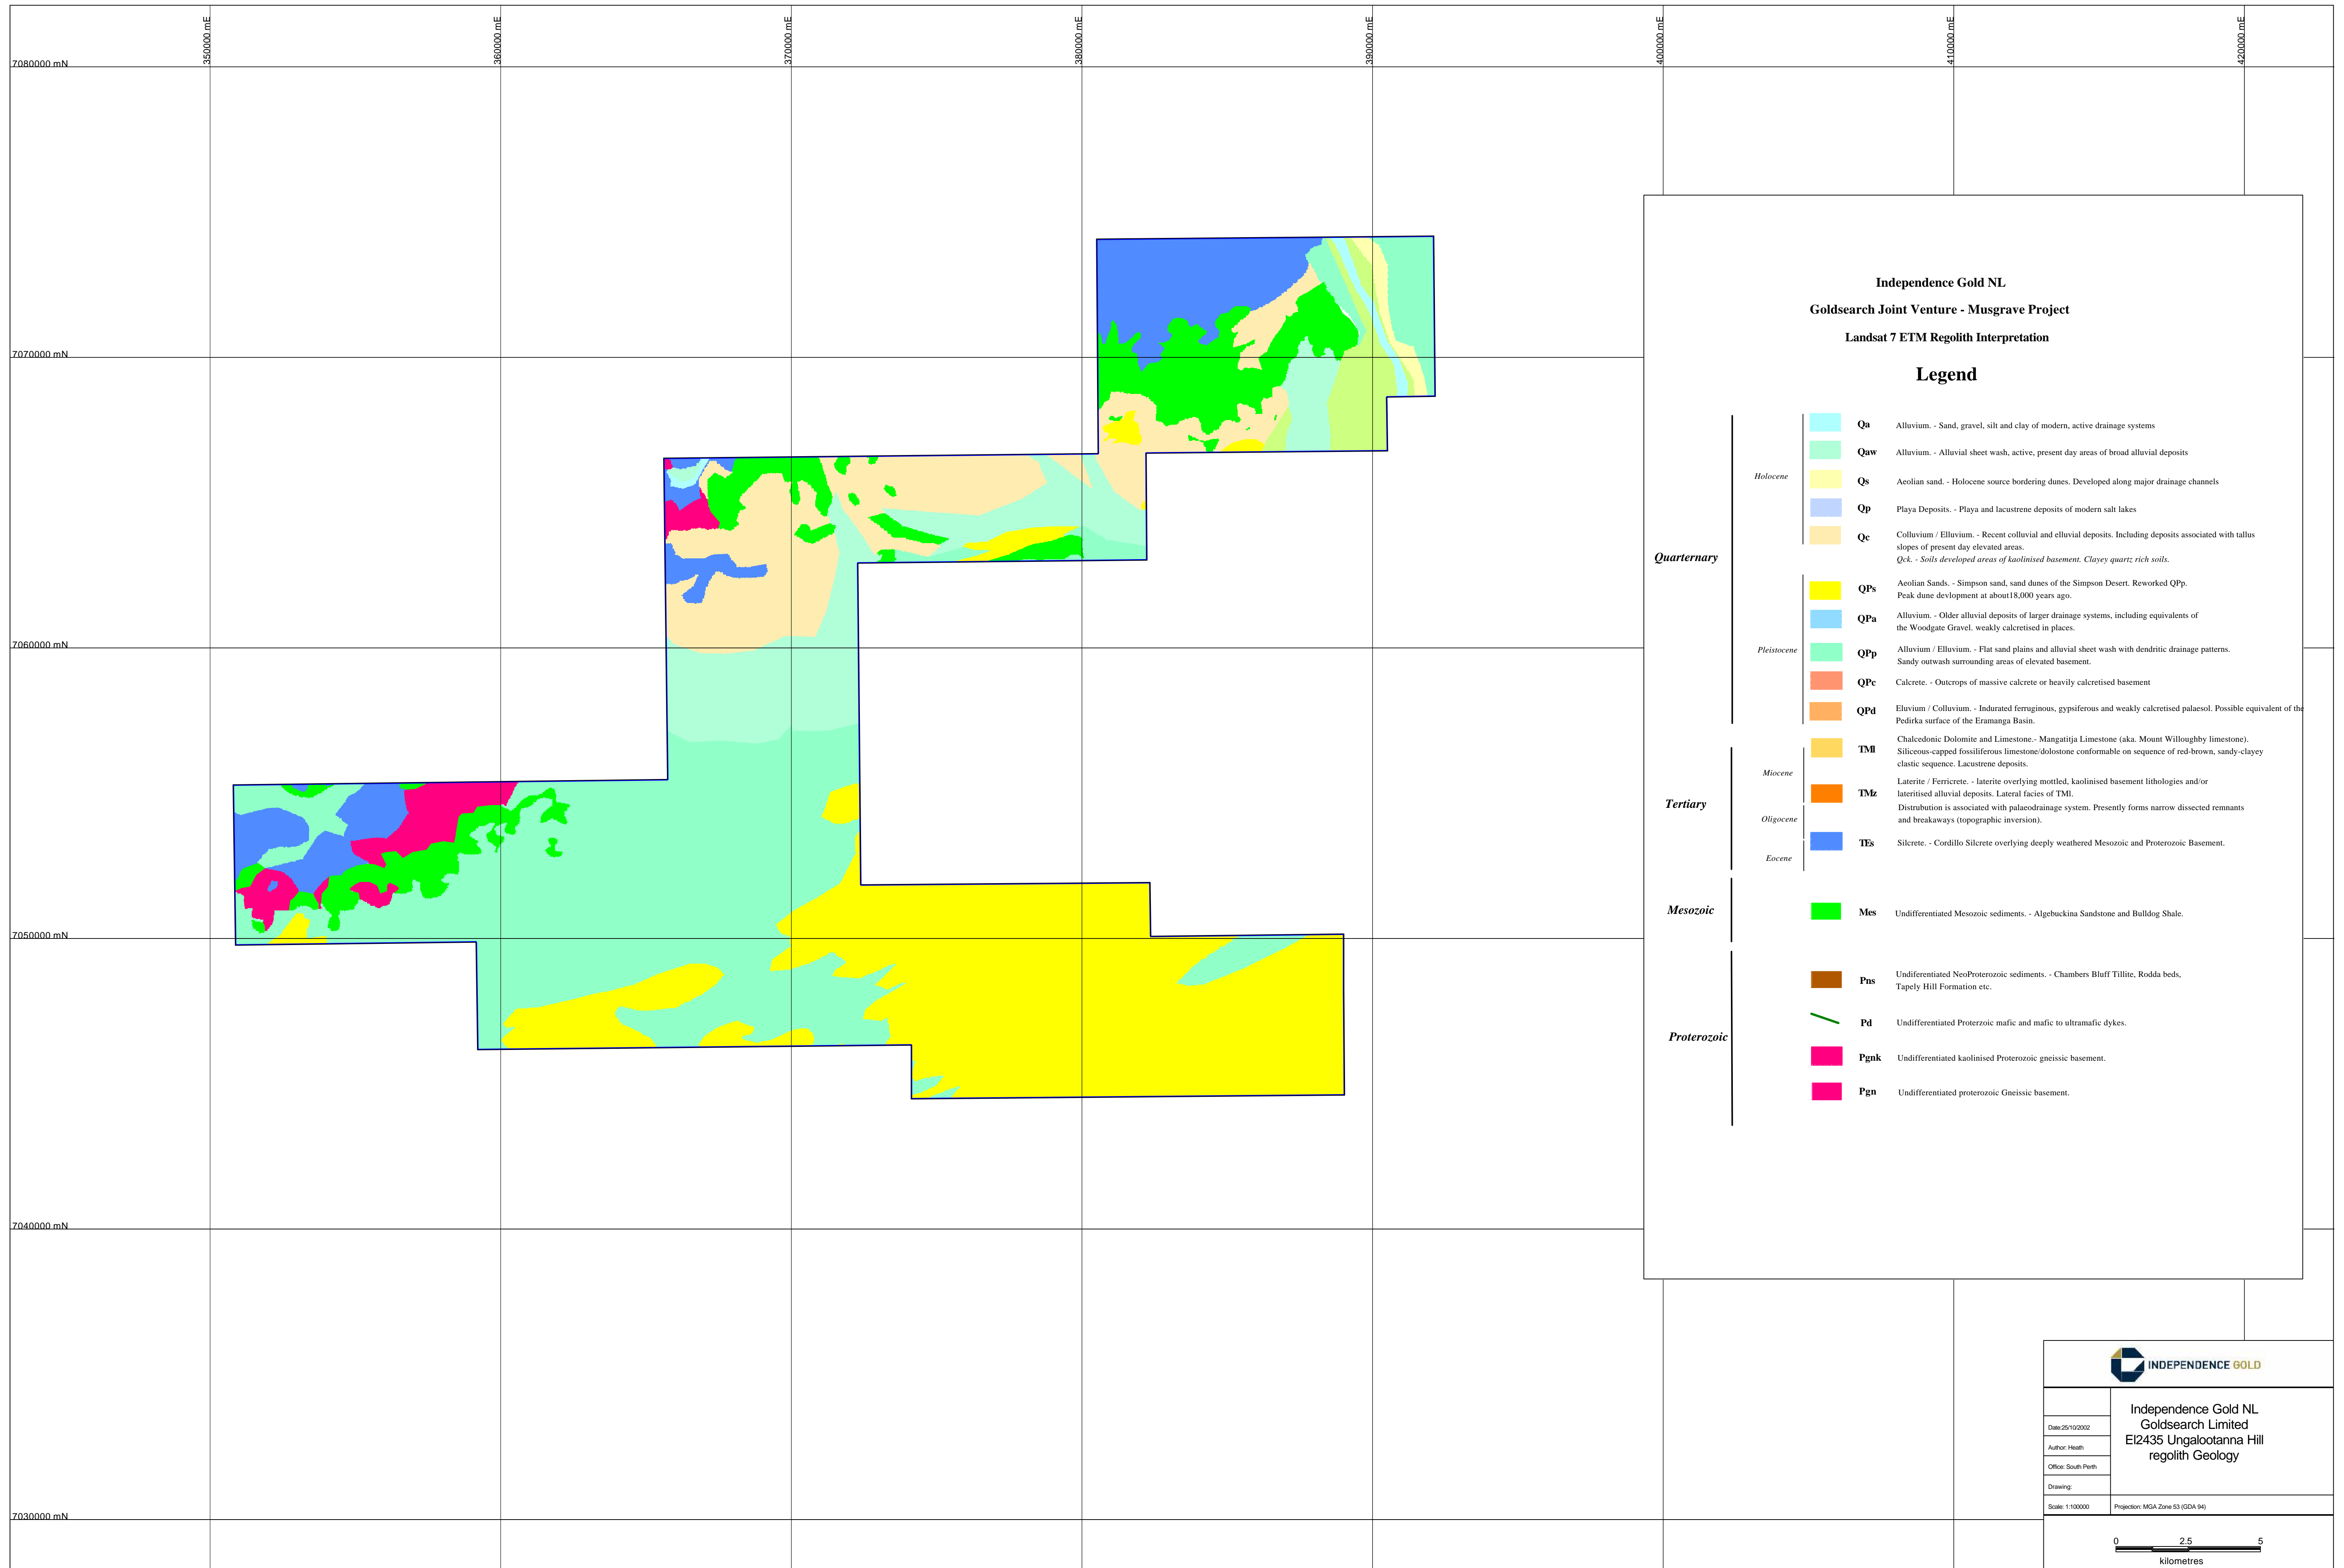 350000 mE
360000 mE
370000 mE
380000 mE
390000 mE
400000 mE
410000 mE
420000 mE
7080000 mN
7070000 mN
7060000 mN
7050000 mN
7040000 mN
7030000 mN
Independence Gold NL
Goldsearch Joint Venture - Musgrave Project
Landsat 7 ETM Regolith Interpretation
Legend
Quarternary
Holocene
Qa Alluvium. - Sand, gravel, silt and clay of modern, active drainage systems
Qaw Alluvium. - Alluvial sheet wash, active, present day areas of broad alluvial deposits
Qs Aeolian sand. - Holocene source bordering dunes. Developed along major drainage channels
Qp Playa Deposits. - Playa and lacustrene deposits of modern salt lakes
Qc Colluvium / Elluvium. - Recent colluvial and elluvial deposits. Including deposits associated with tallus
slopes of present day elevated areas.
Qck. - Soils developed areas of kaolinised basement. Clayey quartz rich soils.
Pleistocene
QPs Aeolian Sands. - Simpson sand, sand dunes of the Simpson Desert. Reworked QPp.
Peak dune devlopment at about18,000 years ago.
QPa Alluvium. - Older alluvial deposits of larger drainage systems, including equivalents of
the Woodgate Gravel. weakly calcretised in places.
QPp Alluvium / Elluvium. - Flat sand plains and alluvial sheet wash with dendritic drainage patterns.
Sandy outwash surrounding areas of elevated basement.
QPc Calcrete. - Outcrops of massive calcrete or heavily calcretised basement
QPd Eluvium / Colluvium. - Indurated ferruginous, gypsiferous and weakly calcretised palaesol. Possible equivalent of the
Pedirka surface of the Eramanga Basin.
Tertiary
Miocene
TMl Chalcedonic Dolomite and Limestone.- Mangatitja Limestone (aka. Mount Willoughby limestone).
Siliceous-capped fossiliferous limestone/dolostone conformable on sequence of red-brown, sandy-clayey
clastic sequence. Lacustrene deposits.
TMz Laterite / Ferricrete. - laterite overlying mottled, kaolinised basement lithologies and/or
lateritised alluvial deposits. Lateral facies of TMl.
Distrubution is associated with palaeodrainage system. Presently forms narrow dissected remnants
and breakaways (topographic inversion).
Oligocene
Eocene
TEs Silcrete. - Cordillo Silcrete overlying deeply weathered Mesozoic and Proterozoic Basement.
Mesozoic
Mes Undifferentiated Mesozoic sediments. - Algebuckina Sandstone and Bulldog Shale.
Proterozoic
Pns Undiferentiated NeoProterozoic sediments. - Chambers Bluff Tillite, Rodda beds,
Tapely Hill Formation etc.
Pd Undifferentiated Proterzoic mafic and mafic to ultramafic dykes.
Pgnk Undifferentiated kaolinised Proterozoic gneissic basement.
Pgn Undifferentiated proterozoic Gneissic basement.
INDEPENDENCE GOLD
Independence Gold NL
Goldsearch Limited
El2435 Ungalootanna Hill
regolith Geology
Date:25/10/2002
Author: Heath
Office: South Perth
Drawing:
Scale: 1:100000 Projection: MGA Zone 53 (GDA 94)
0 2.5 5
kilometres